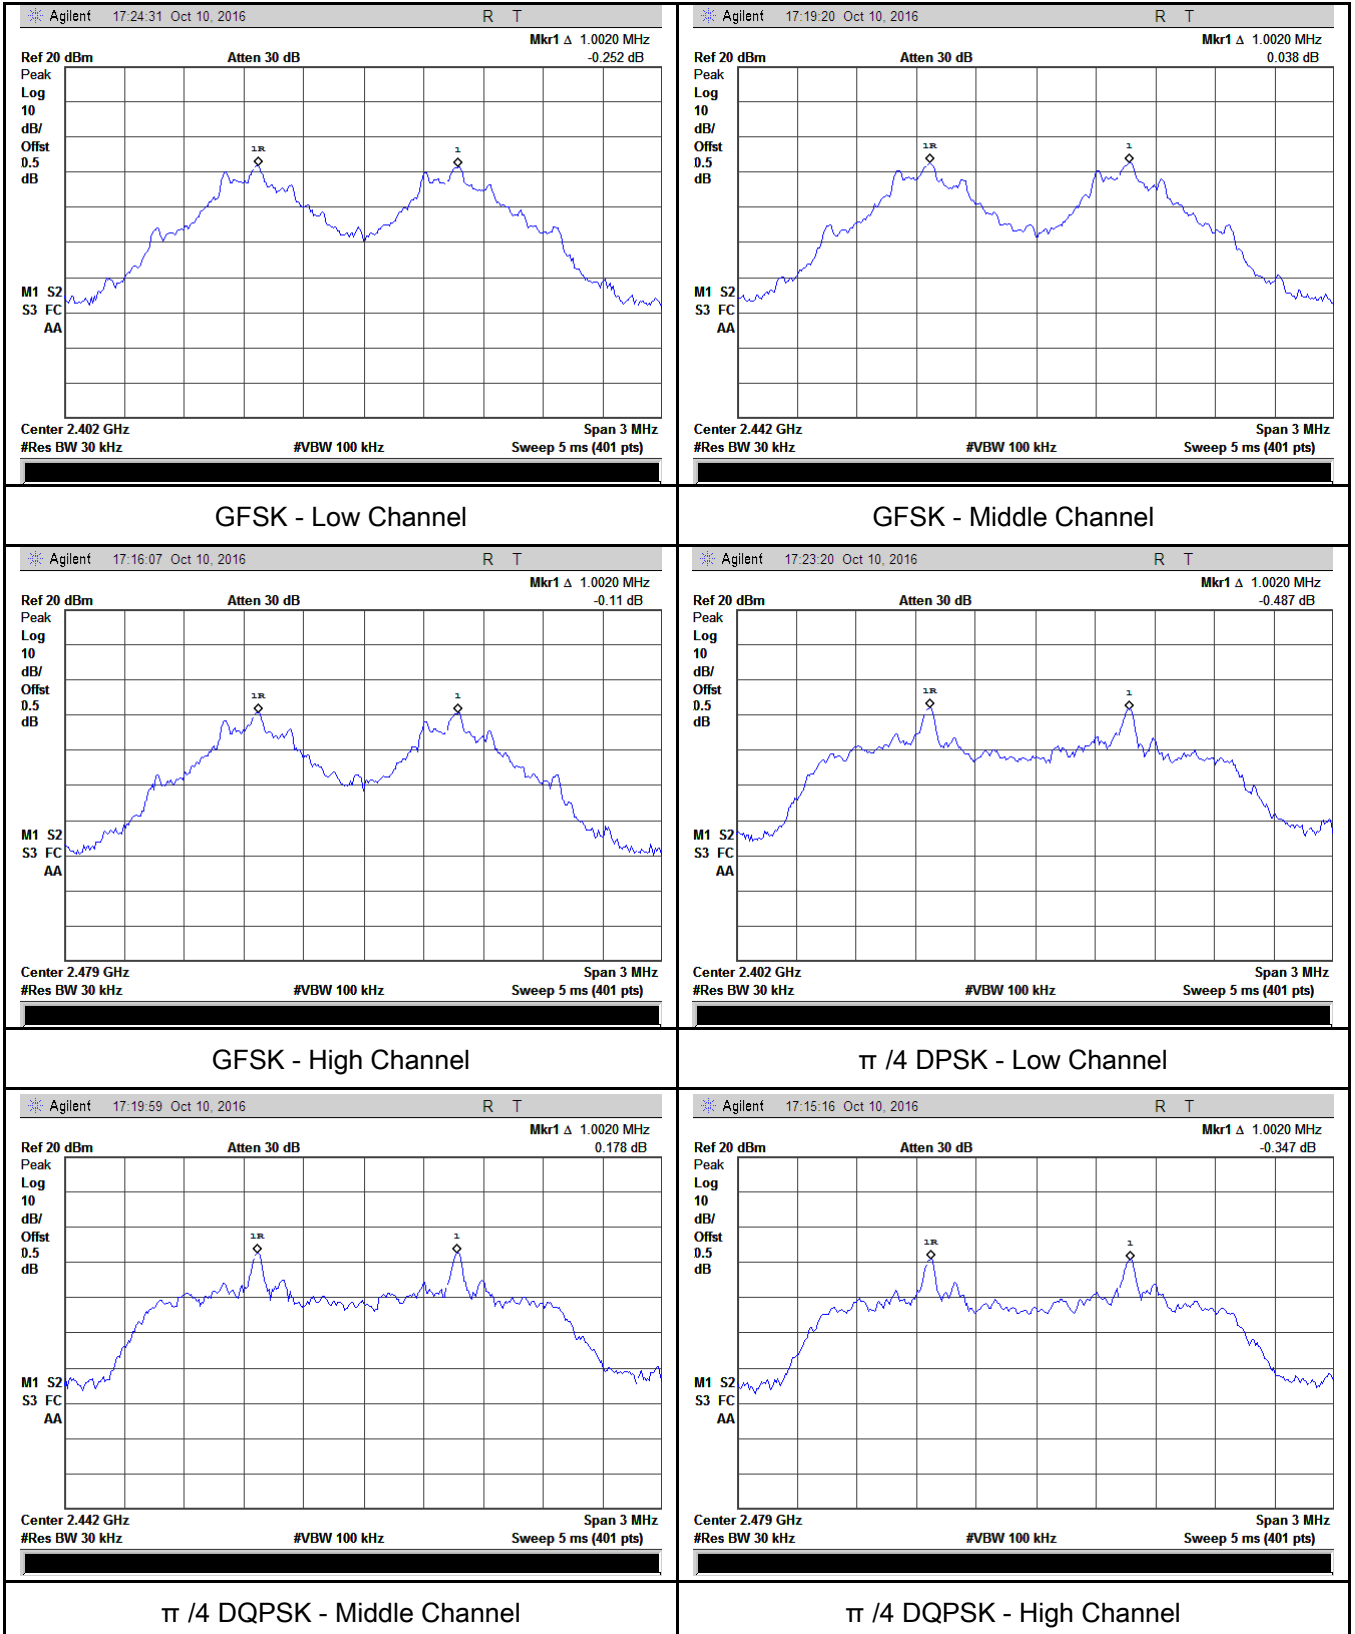 Agilent 17:24:31 Oct 10, 2016 R T
Mkr1 Δ 1.0020 MHz
Ref 20 dBm Atten 30 dB -0.252 dB
Peak
Log
10
dB/
Offst
0.5
dB
1R 1
M1 S2
S3 FC
AA
Center 2.402 GHz Span 3 MHz
#Res BW 30 kHz #VBW 100 kHz Sweep 5 ms (401 pts)
GFSK - Low Channel
Agilent 17:19:20 Oct 10, 2016 R T
Mkr1 Δ 1.0020 MHz
Ref 20 dBm Atten 30 dB 0.038 dB
Peak
Log
10
dB/
Offst
0.5
dB
1R 1
M1 S2
S3 FC
AA
Center 2.442 GHz Span 3 MHz
#Res BW 30 kHz #VBW 100 kHz Sweep 5 ms (401 pts)
GFSK - Middle Channel
Agilent 17:16:07 Oct 10, 2016 R T
Mkr1 Δ 1.0020 MHz
Ref 20 dBm Atten 30 dB -0.11 dB
Peak
Log
10
dB/
Offst
0.5
dB
1R 1
M1 S2
S3 FC
AA
Center 2.479 GHz Span 3 MHz
#Res BW 30 kHz #VBW 100 kHz Sweep 5 ms (401 pts)
GFSK - High Channel
Agilent 17:23:20 Oct 10, 2016 R T
Mkr1 Δ 1.0020 MHz
Ref 20 dBm Atten 30 dB -0.487 dB
Peak
Log
10
dB/
Offst
0.5
dB
1R 1
M1 S2
S3 FC
AA
Center 2.402 GHz Span 3 MHz
#Res BW 30 kHz #VBW 100 kHz Sweep 5 ms (401 pts)
π /4 DPSK - Low Channel
Agilent 17:19:59 Oct 10, 2016 R T
Mkr1 Δ 1.0020 MHz
Ref 20 dBm Atten 30 dB 0.178 dB
Peak
Log
10
dB/
Offst
0.5
dB
1R 1
M1 S2
S3 FC
AA
Center 2.442 GHz Span 3 MHz
#Res BW 30 kHz #VBW 100 kHz Sweep 5 ms (401 pts)
π /4 DQPSK - Middle Channel
Agilent 17:15:16 Oct 10, 2016 R T
Mkr1 Δ 1.0020 MHz
Ref 20 dBm Atten 30 dB -0.347 dB
Peak
Log
10
dB/
Offst
0.5
dB
1R 1
M1 S2
S3 FC
AA
Center 2.479 GHz Span 3 MHz
#Res BW 30 kHz #VBW 100 kHz Sweep 5 ms (401 pts)
π /4 DQPSK - High Channel